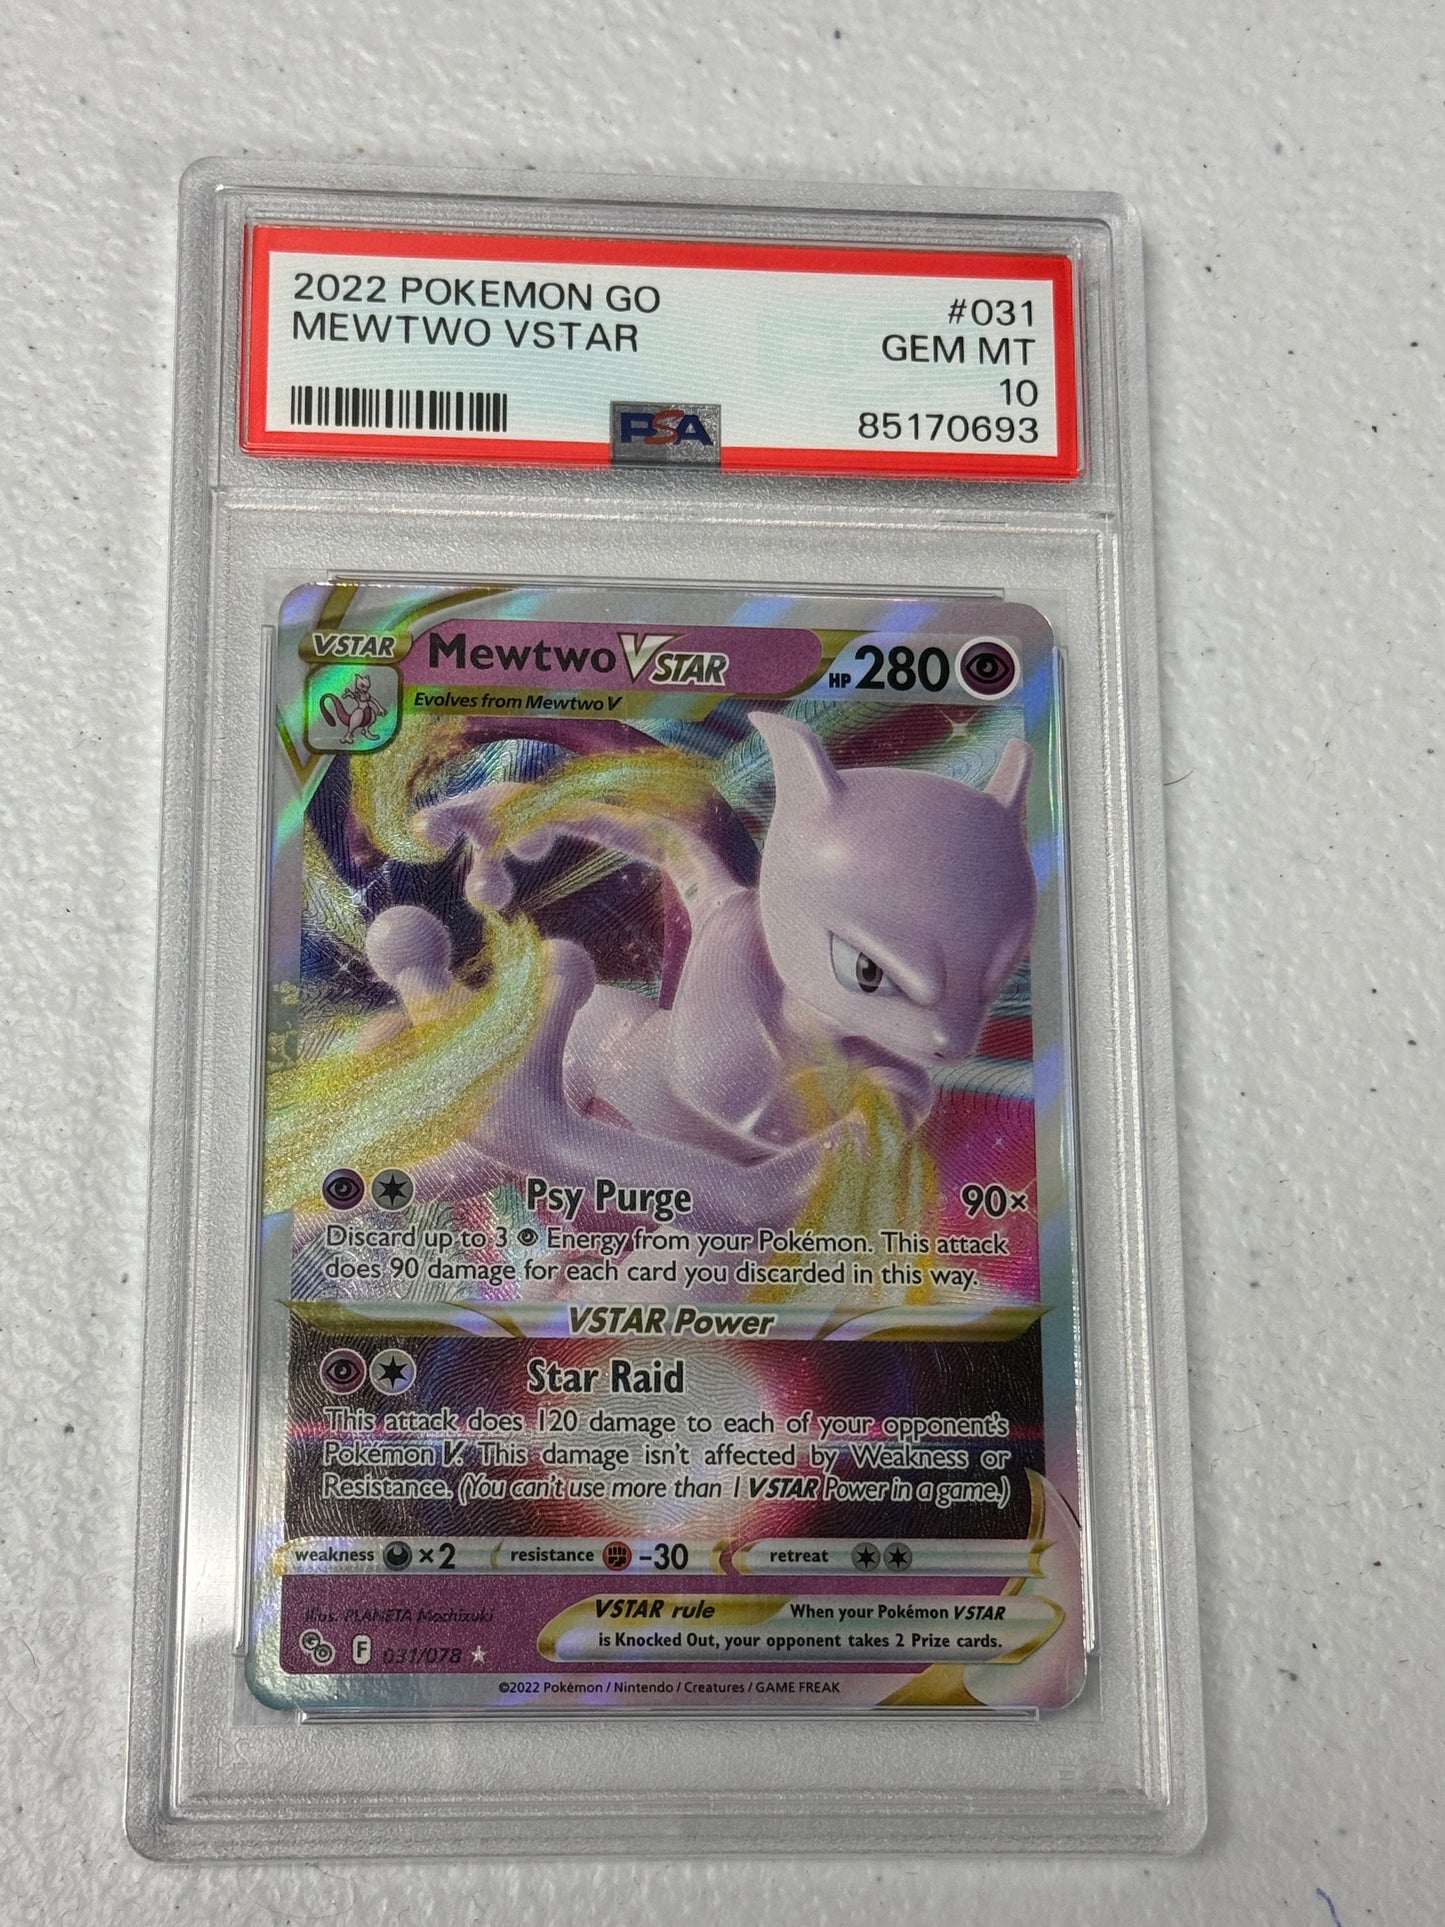 2022 POKEMON GO #031
MEWTWO VSTAR GEM MT
10
PSA 85170693
VSTAR Mewtwo VSTAR HP 280
Evolves from Mewtwo V
Psy Purge 90×
Discard up to 3 Energy from your Pokémon. This attack
does 90 damage for each card you discarded in this way.
VSTAR Power
Star Raid
This attack does 120 damage to each of your opponent's
Pokémon V. This damage isn't affected by Weakness or
Resistance. (You can't use more than 1 VSTAR Power in a game.)
weakness ×2 resistance -30 retreat
Illus. PLANETA Mochizuki
VSTAR rule When your Pokémon VSTAR
is Knocked Out, your opponent takes 2 Prize cards.
GO F 031/078
©2022 Pokémon / Nintendo / Creatures / GAME FREAK